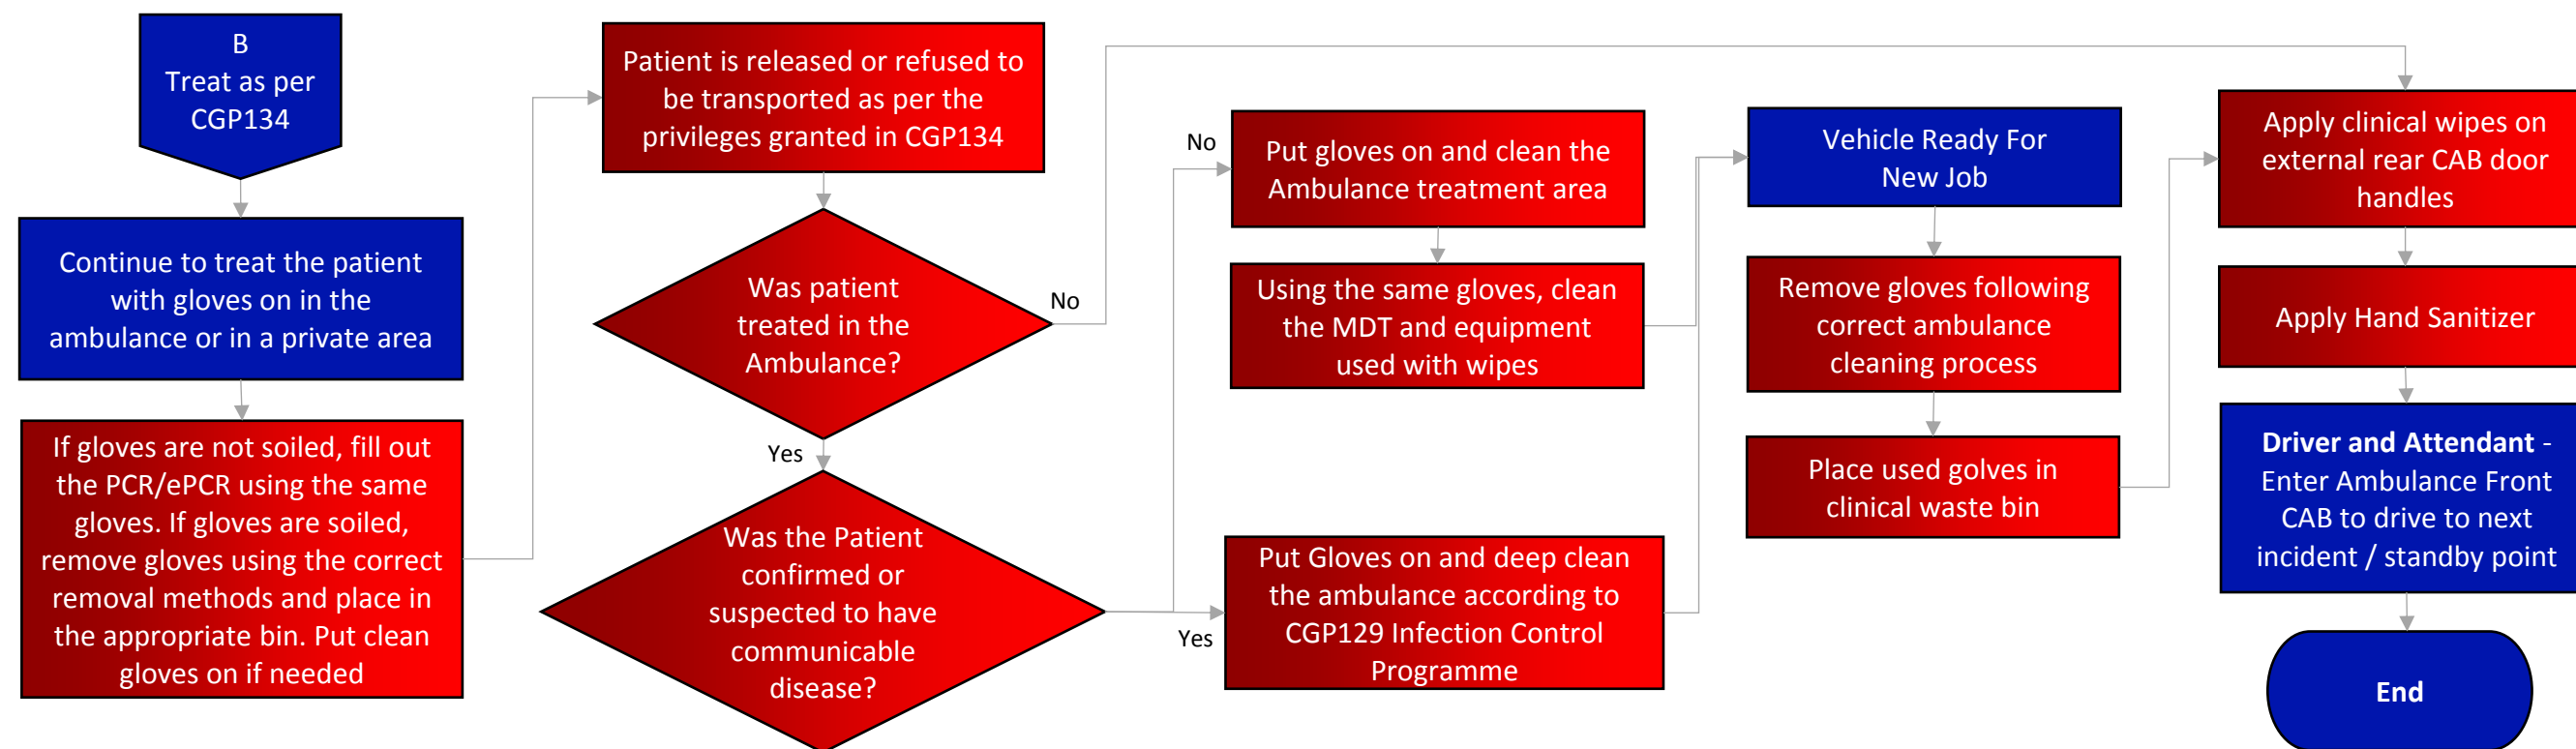 B
Treat as per
CGP134
Continue to treat the patient
with gloves on in the
ambulance or in a private area
If gloves are not soiled, fill out
the PCR/ePCR using the same
gloves. If gloves are soiled,
remove gloves using the correct
removal methods and place in
the appropriate bin. Put clean
gloves on if needed
Patient is released or refused to
be transported as per the
privileges granted in CGP134
Was patient
treated in the
Ambulance?
No
Yes
Was the Patient
confirmed or
suspected to have
communicable
disease?
No
Yes
Put gloves on and clean the
Ambulance treatment area
Using the same gloves, clean
the MDT and equipment
used with wipes
Put Gloves on and deep clean
the ambulance according to
CGP129 Infection Control
Programme
Vehicle Ready For
New Job
Remove gloves following
correct ambulance
cleaning process
Place used golves in
clinical waste bin
Apply clinical wipes on
external rear CAB door
handles
Apply Hand Sanitizer
Driver and Attendant -
Enter Ambulance Front
CAB to drive to next
incident / standby point
End